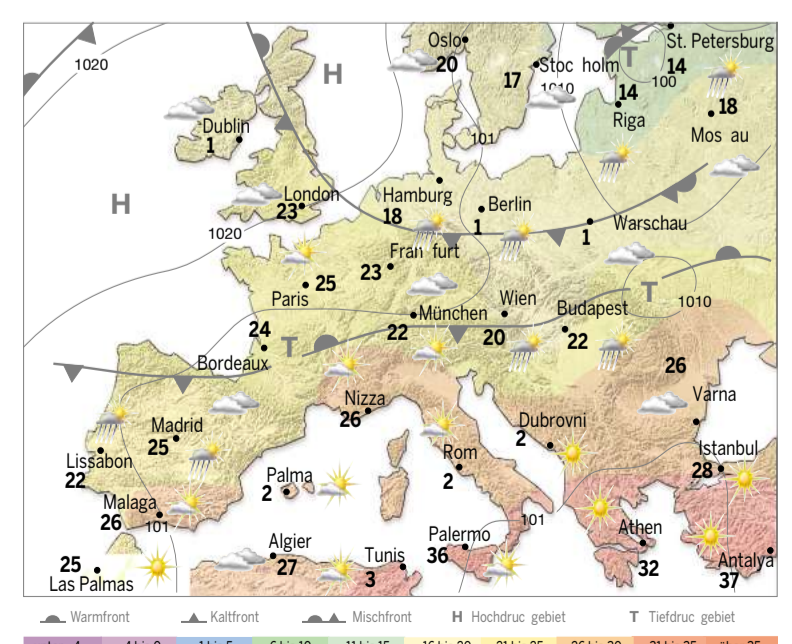 1020
H
Oslo
20
17
Stoc holm
1010
T
100
St. Petersburg
14
14
Riga
18
Mos au
Dublin
1
101
H
London
23
Hamburg
18
Berlin
1
Warschau
1
1020
Fran furt
23
25
Paris
T
1010
Wien
20
München
22
Budapest
22
24
Bordeaux
T
26
Varna
Nizza
26
Madrid
25
Lissabon
22
Dubrovni
2
Rom
2
Istanbul
28
Palma
2
Malaga
26
101
101
Athen
32
Palermo
36
Algier
27
Tunis
3
Antalya
37
25
Las Palmas
Warmfront Kaltfront Mischfront H Hochdruc gebiet T Tiefdruc gebiet